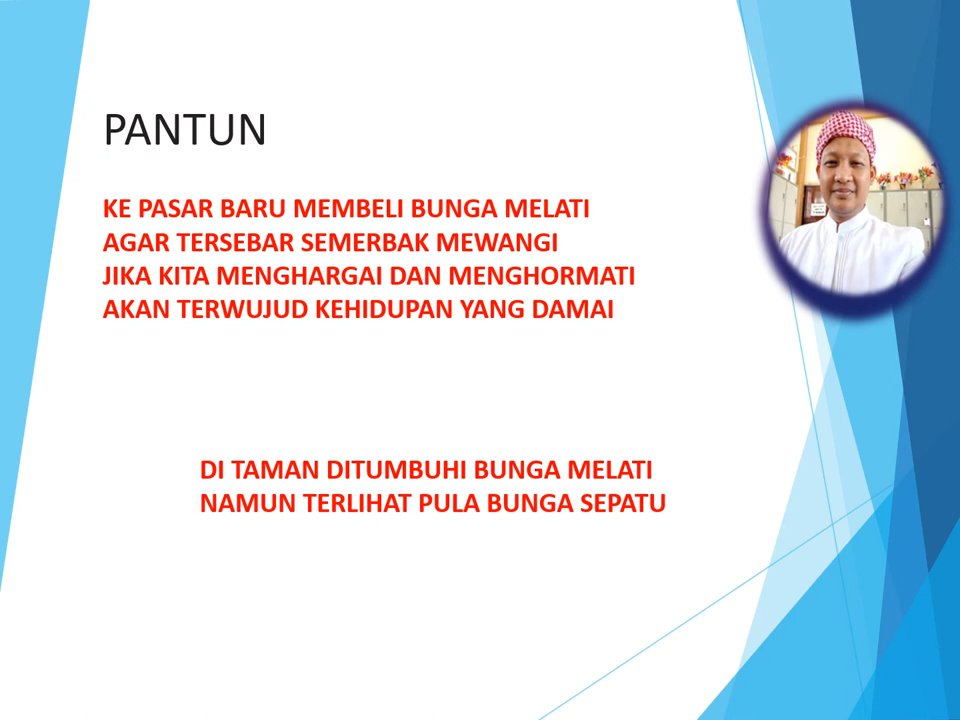 PANTUN
KE PASAR BARU MEMBELI BUNGA MELATI
AGAR TERSEBAR SEMERBAK MEWANGI
JIKA KITA MENGHARGAI DAN MENGHORMATI
AKAN TERWUJUD KEHIDUPAN YANG DAMAI
DI TAMAN DITUMBUHI BUNGA MELATI
NAMUN TERLIHAT PULA BUNGA SEPATU